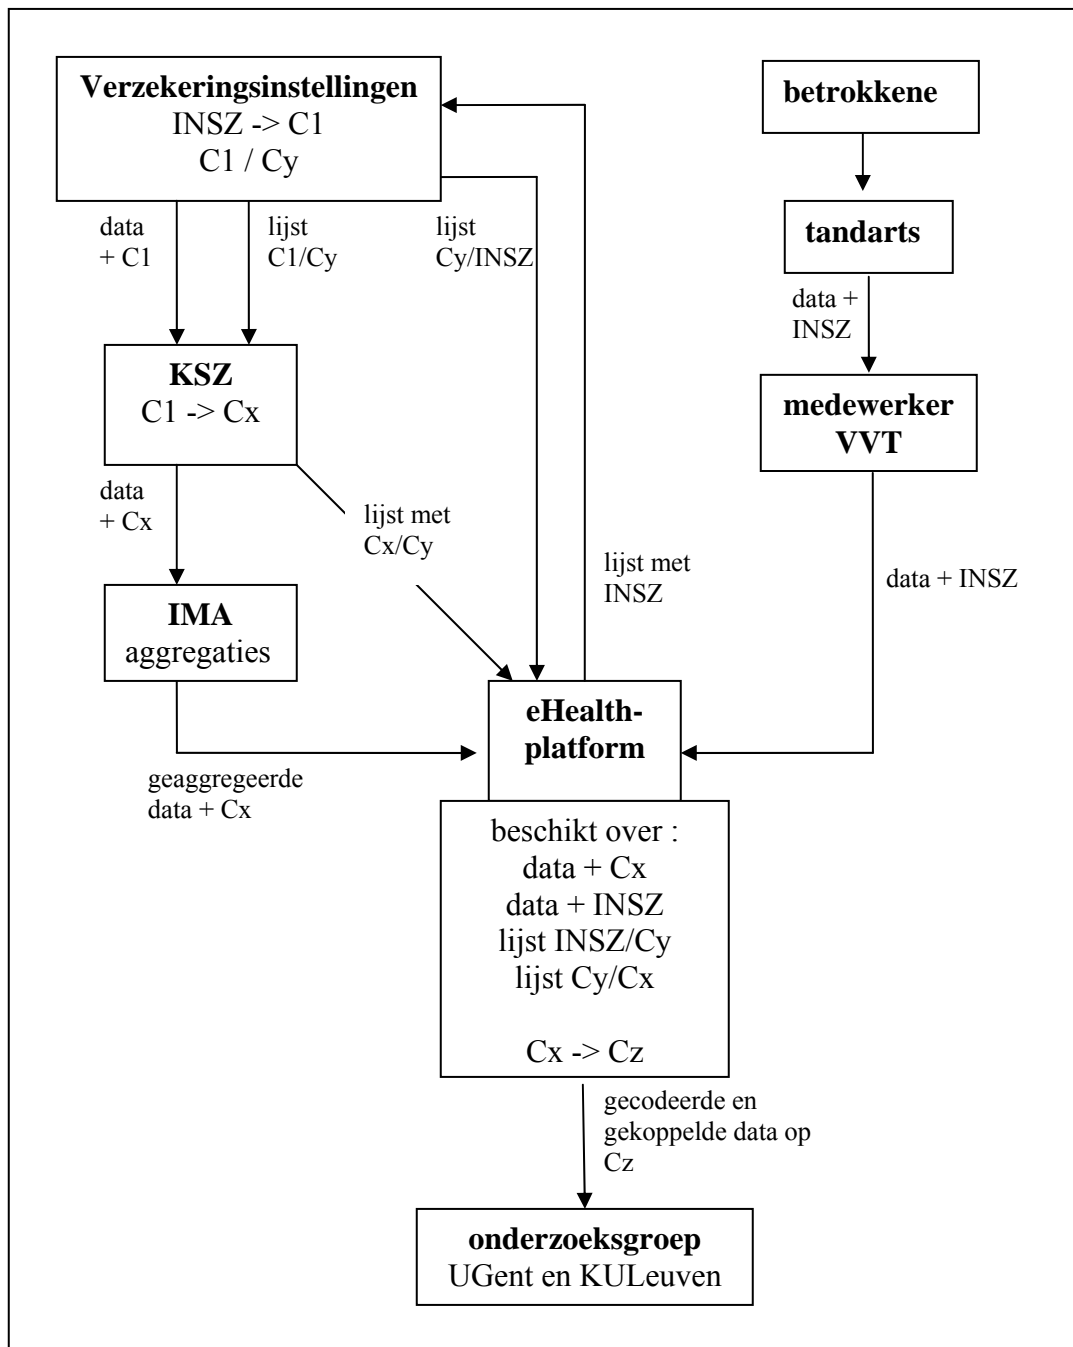 Verzekeringsinstellingen
INSZ -> C1
C1 / Cy
betrokkene
tandarts
data
+ C1
lijst
C1/Cy
lijst
Cy/INSZ
data +
INSZ
KSZ
C1 -> Cx
medewerker
VVT
data
+ Cx
lijst met
Cx/Cy
lijst met
INSZ
data + INSZ
IMA
aggregaties
eHealth-
platform
geaggregeerde
data + Cx
beschikt over :
data + Cx
data + INSZ
lijst INSZ/Cy
lijst Cy/Cx
Cx -> Cz
gecodeerde en
gekoppelde data op
Cz
onderzoeksgroep
UGent en KULeuven